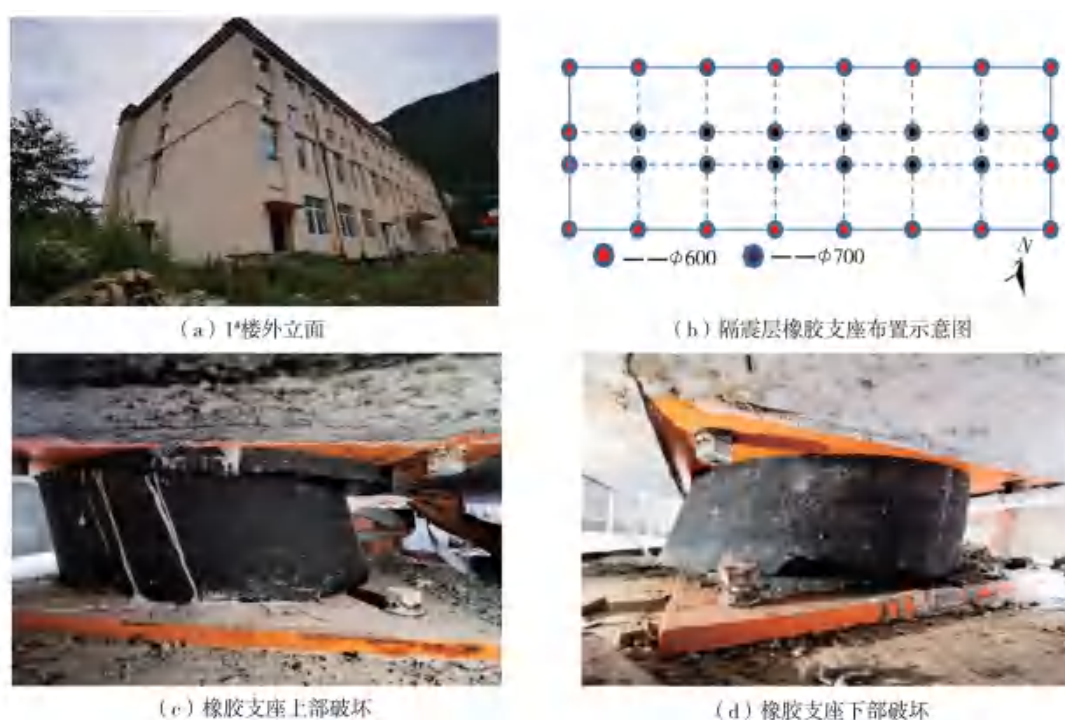 （a）1#楼外立面
N
——φ600 ——φ700
（b）隔震层橡胶支座布置示意图
（c）橡胶支座上部破坏
（d）橡胶支座下部破坏